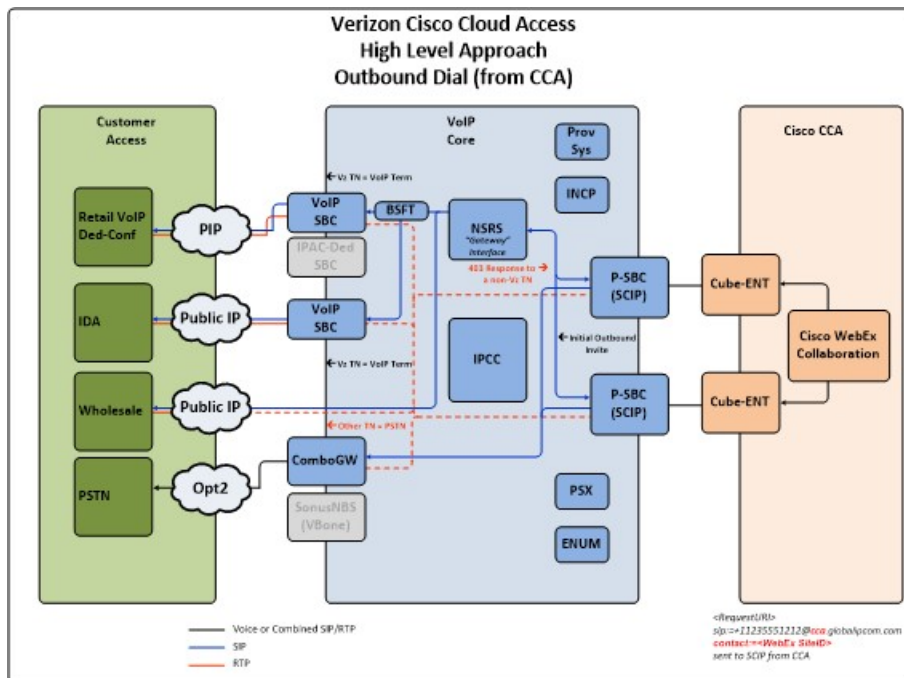 Verizon Cisco Cloud Access
High Level Approach
Outbound Dial (from CCA)
Customer
Access
VoIP
Core
Cisco CCA
Prov
Sys
INCP
Vz TN = VoIP Term
VoIP
SBC
BSFT
NSRS
"Gateway"
Interface
Retail VoIP
Ded-Conf
PIP
IPAC-Ded
SBC
403 Response to
a non-Vz TN
P-SBC
(SCIP)
Cube-ENT
IDA
Public IP
VoIP
SBC
IPCC
Initial Outbound
Invite
Cisco WebEx
Collaboration
Vz TN = VoIP Term
Wholesale
Public IP
P-SBC
(SCIP)
Cube-ENT
Other TN = PSTN
ComboGW
PSTN
Opt2
SonusNBS
(VBone)
PSX
ENUM
Voice or Combined SIP/RTP
SIP
RTP
<RequestURI>
sip:=+11235551212@cca.globalipcom.com
contact:=<WebEx SiteID>
sent to SCIP from CCA